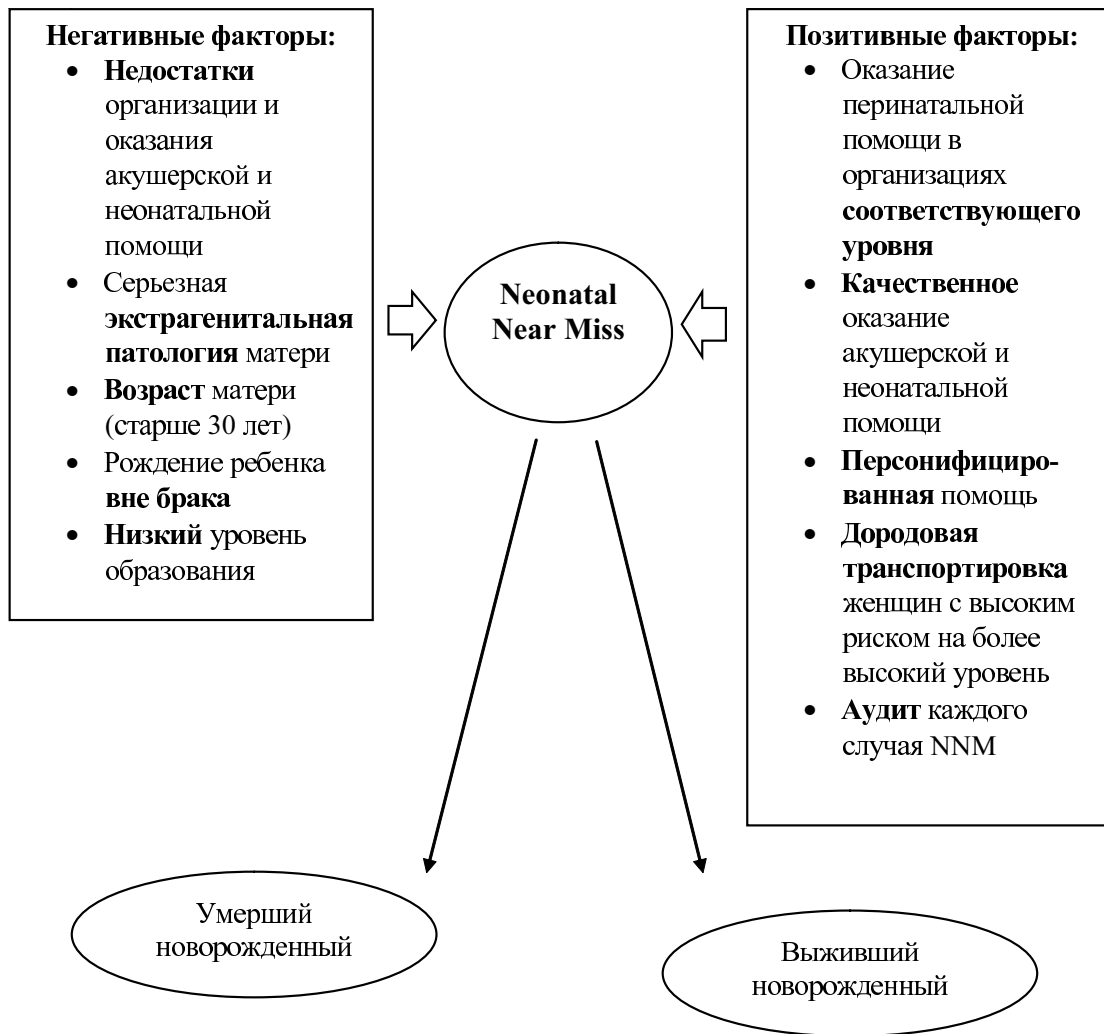 Негативные факторы:
• Недостатки
организации и
оказания
акушерской и
неонатальной
помощи
• Серьезная
экстрагенитальная
патология матери
• Возраст матери
(старше 30 лет)
• Рождение ребенка
вне брака
• Низкий уровень
образования
Neonatal
Near Miss
Позитивные факторы:
• Оказание
перинатальной
помощи в
организациях
соответствующего
уровня
• Качественное
оказание
акушерской и
неонатальной
помощи
• Персонифициро-
ванная помощь
• Дородовая
транспортировка
женщин с высоким
риском на более
высокий уровень
• Аудит каждого
случая NNM
Умерший
новорожденный
Выживший
новорожденный